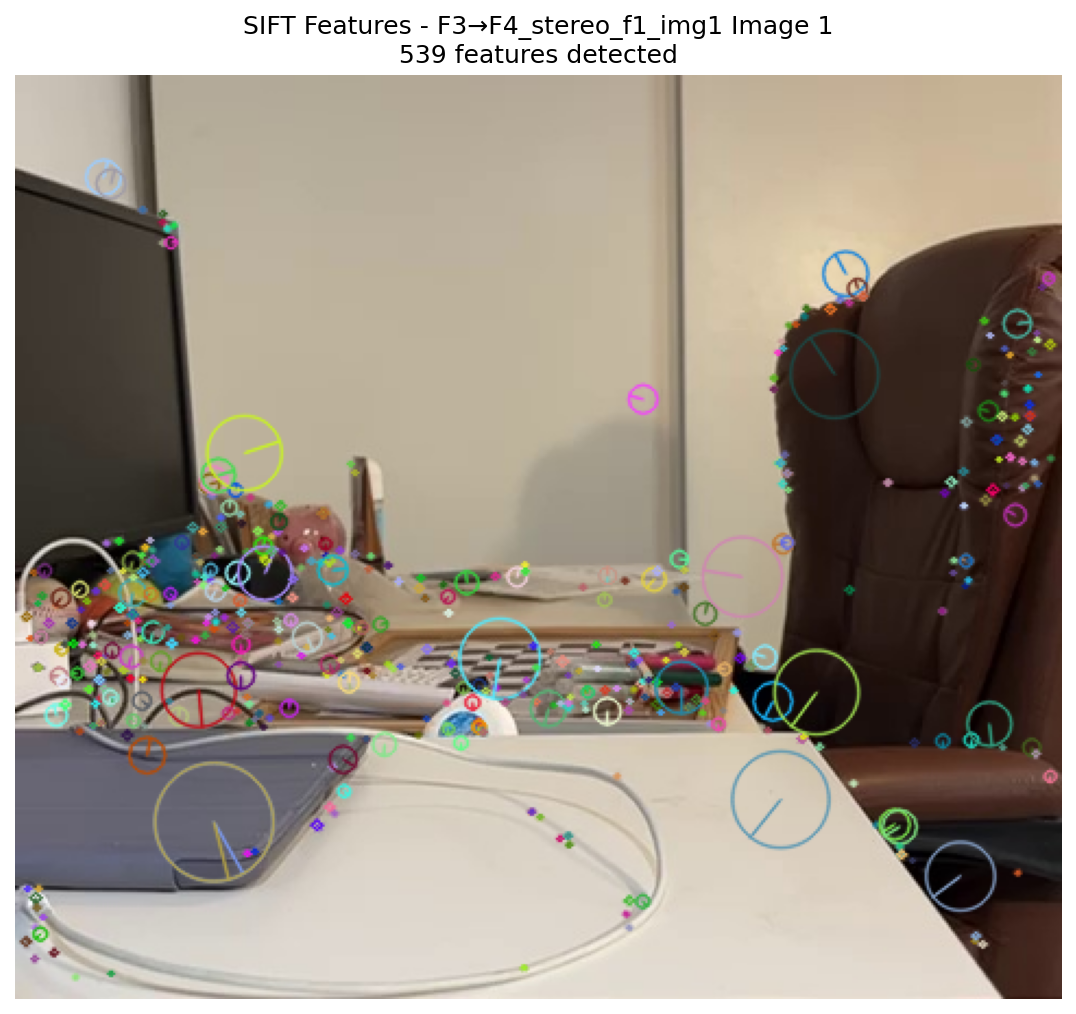 SIFT Features - F3→F4_stereo_f1_img1 Image 1
539 features detected